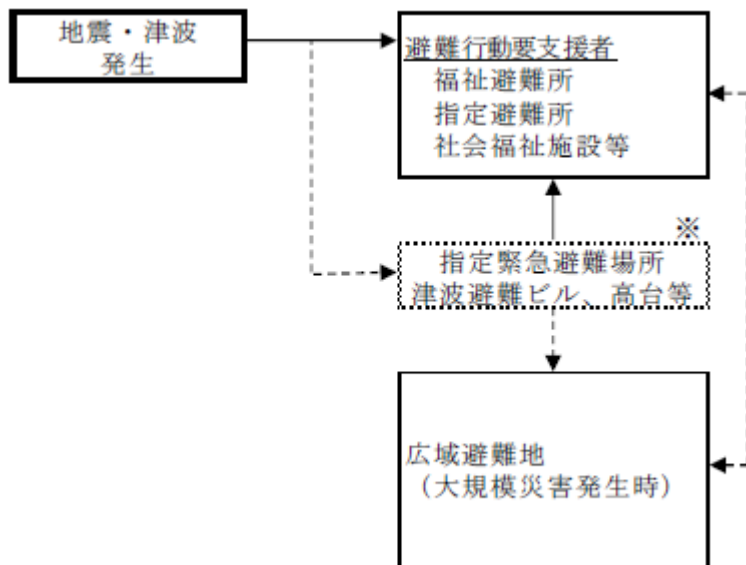 地震・津波
発生
避難行動要支援者
福祉避難所
指定避難所
社会福祉施設等
※
指定緊急避難場所
津波避難ビル、高台等
広域避難地
（大規模災害発生時）